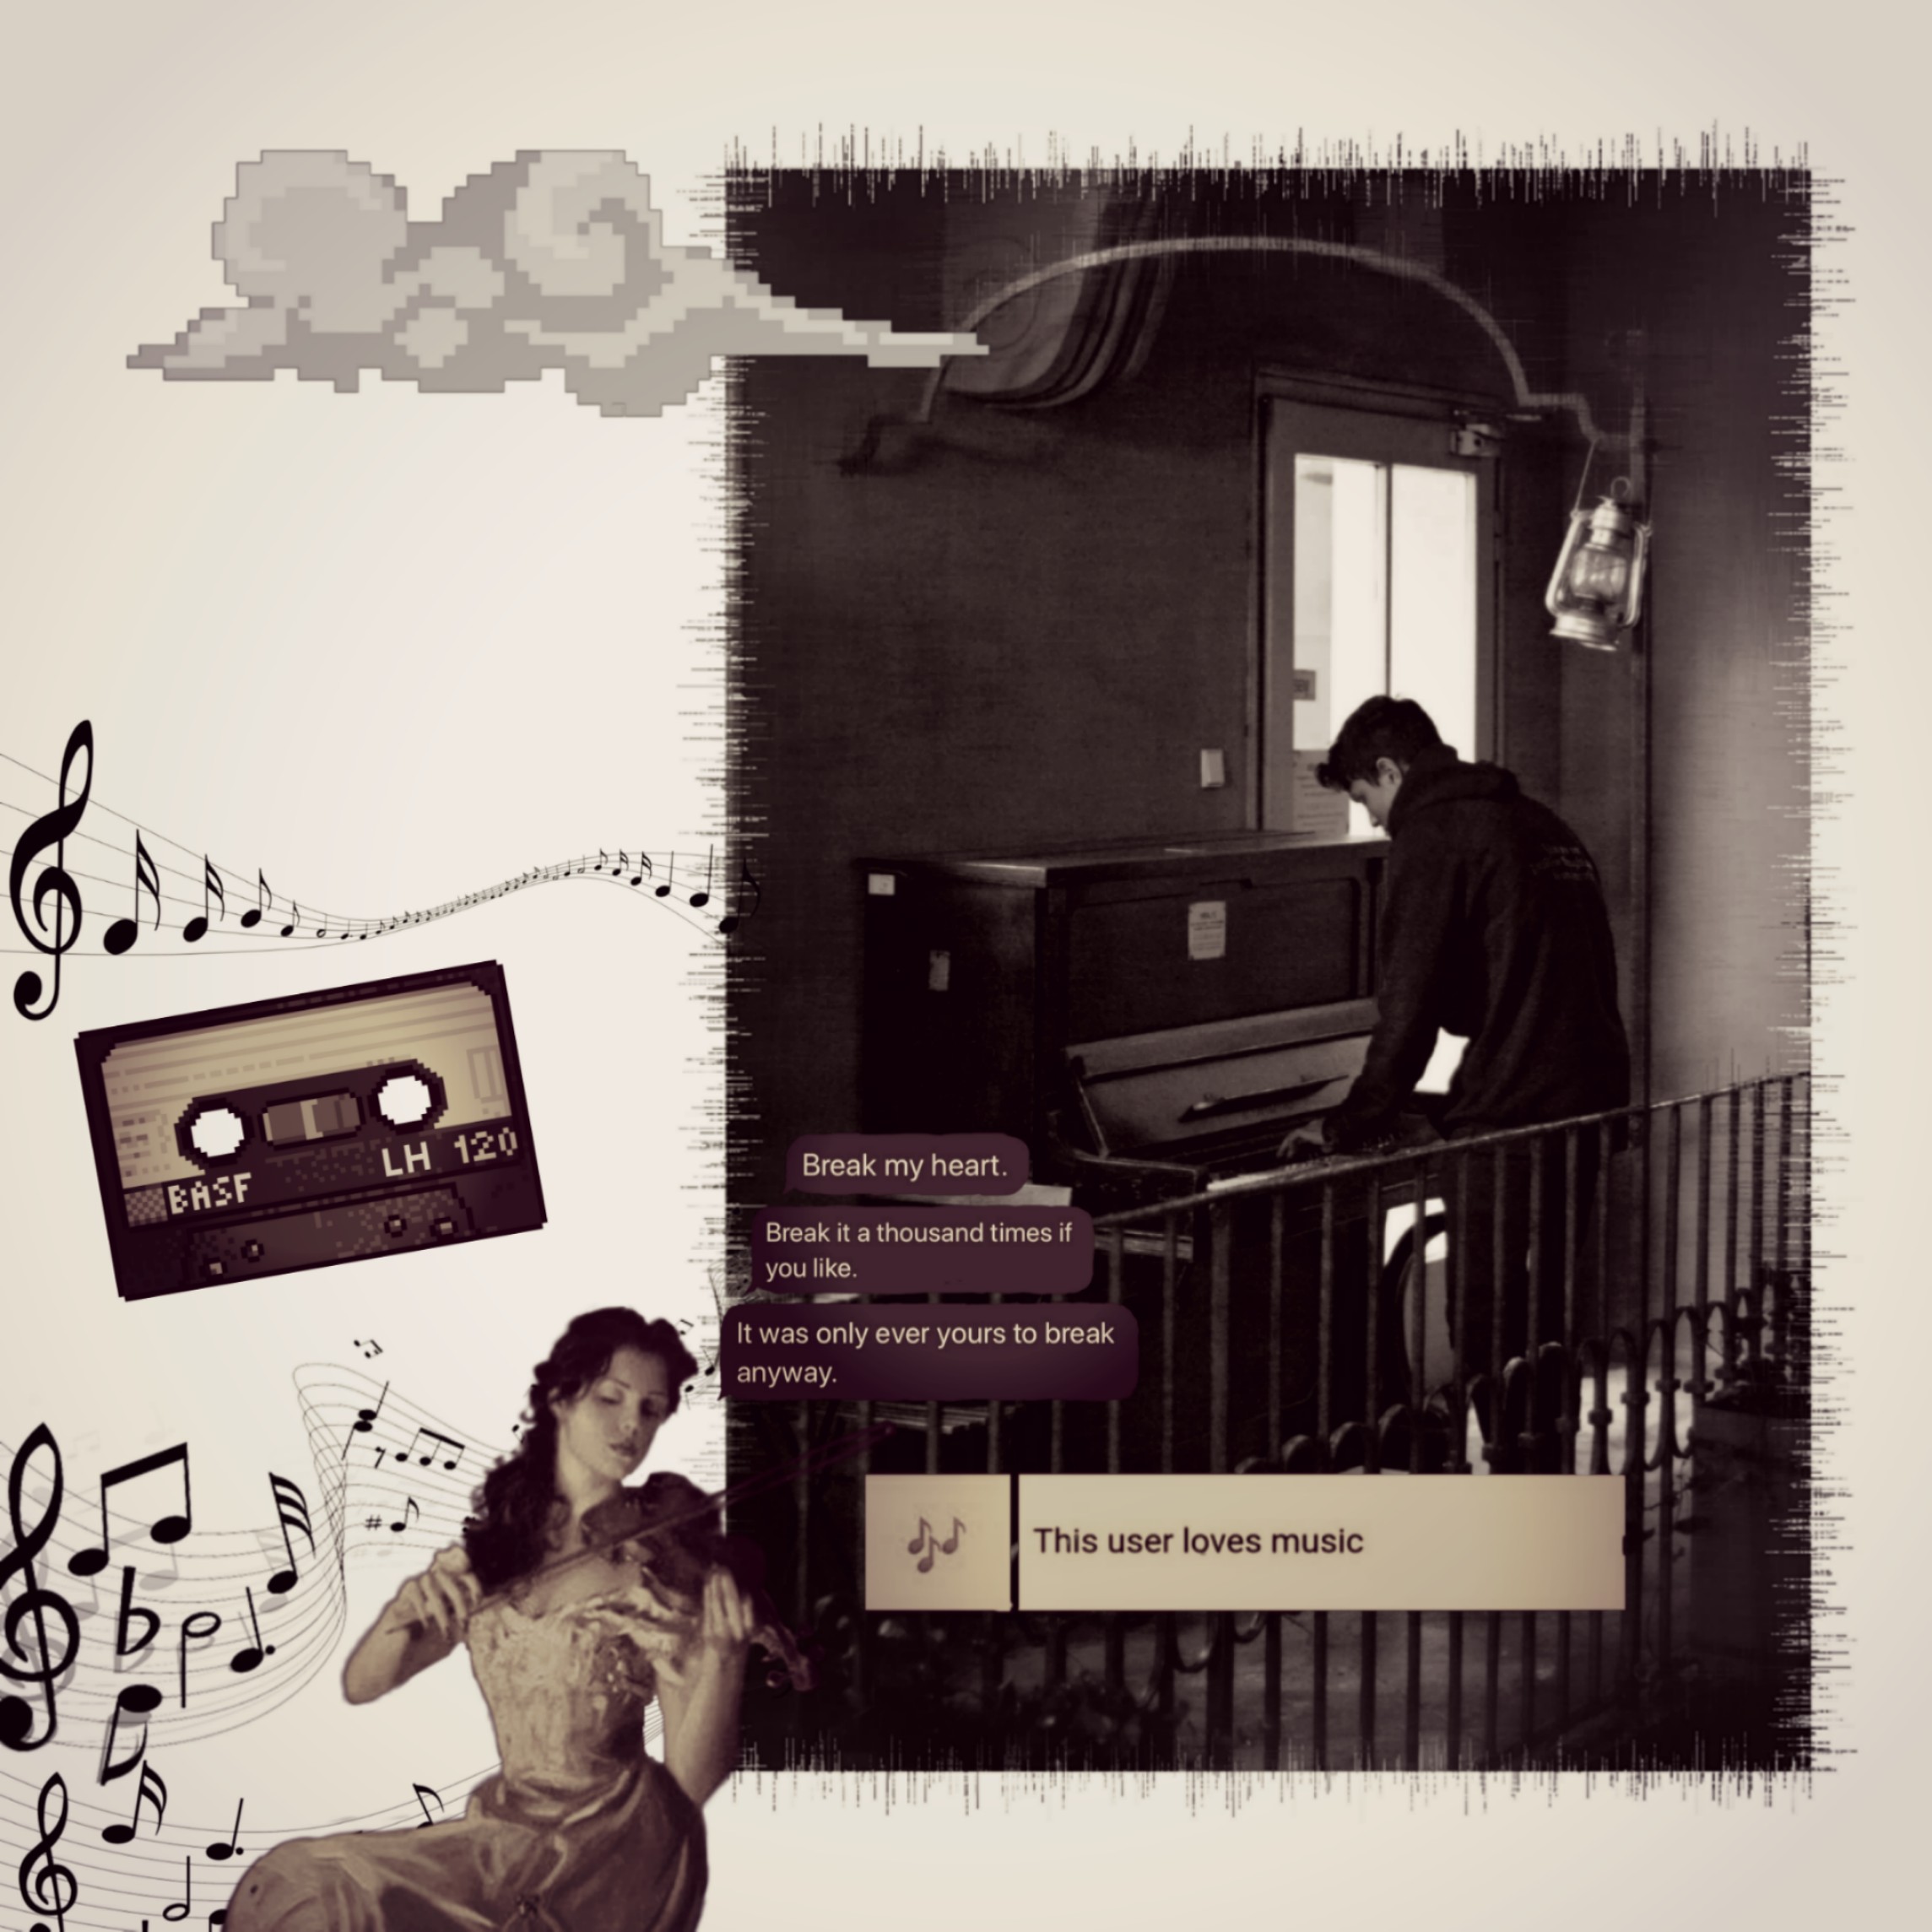 BASF
LH 120
Break my heart.
Break it a thousand times if
you like.
It was only ever yours to break
anyway.
This user loves music